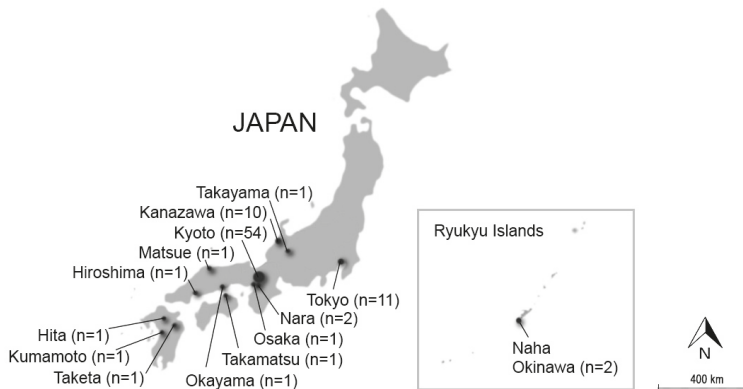 JAPAN
Takayama (n=1)
Kanazawa (n=10)
Kyoto (n=54)
Matsue (n=1)
Hiroshima (n=1)
Hita (n=1)
Kumamoto (n=1)
Taketa (n=1)
Okayama (n=1)
Takamatsu (n=1)
Osaka (n=1)
Nara (n=2)
Tokyo (n=11)
Ryukyu Islands
Naha
Okinawa (n=2)
N
400 km